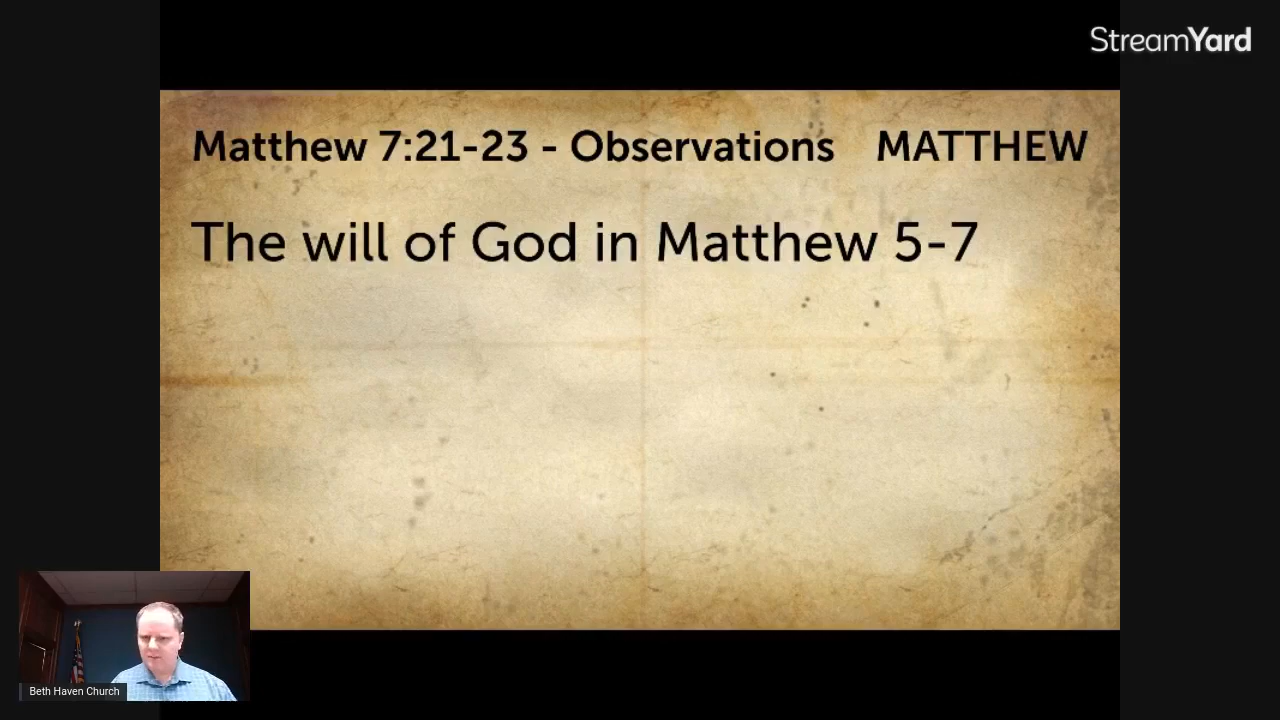 StreamYard
Matthew 7:21-23 - Observations MATTHEW
The will of God in Matthew 5-7
Beth Haven Church